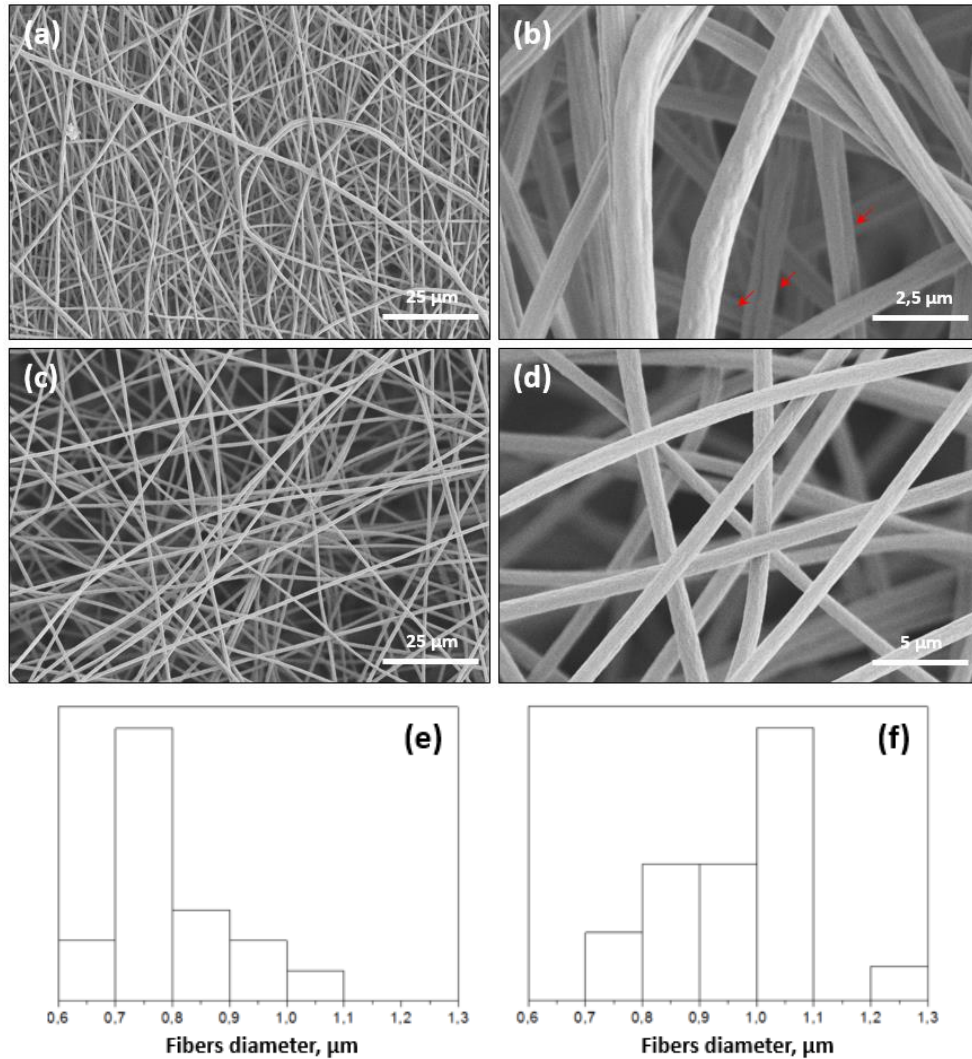 (a)
25 µm
(b)
2,5 µm
(c)
25 µm
(d)
5 µm
(e)
0,6 0,7 0,8 0,9 1,0 1,1 1,2 1,3
Fibers diameter, µm
(f)
0,6 0,7 0,8 0,9 1,0 1,1 1,2 1,3
Fibers diameter, µm